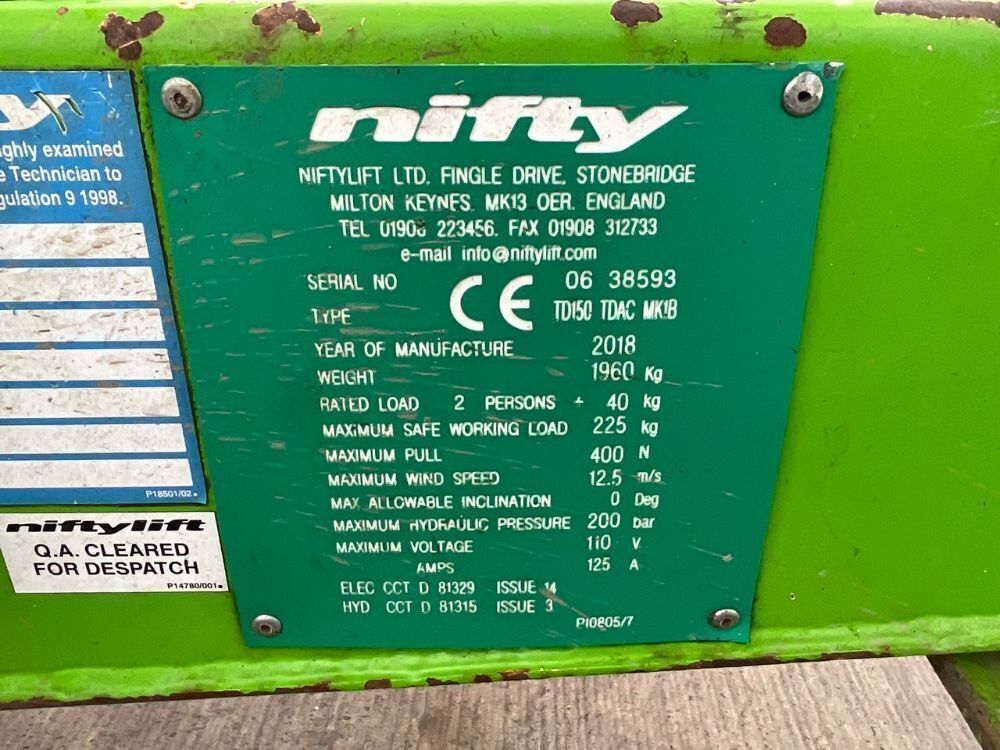 ghly examined
e Technician to
gulation 9 1998.
P18501/02
niftylift
Q.A. CLEARED
FOR DESPATCH
P14780/001
nifty
NIFTYLIFT LTD. FINGLE DRIVE. STONEBRIDGE
MILTON KEYNES. MK13 OER. ENGLAND
TEL 01908 223456. FAX 01908 312733
e-mail info@niftylift.com
SERIAL NO 06 38593
CE
TYPE TD150 TDAC MK1B
YEAR OF MANUFACTURE 2018
WEIGHT 1960 Kg
RATED LOAD 2 PERSONS + 40 kg
MAXIMUM SAFE WORKING LOAD 225 kg
MAXIMUM PULL 400 N
MAXIMUM WIND SPEED 12.5 m/s
MAX ALLOWABLE INCLINATION 0 Deg
MAXIMUM HYDRAULIC PRESSURE 200 bar
MAXIMUM VOLTAGE 110 V
AMPS 125 A
ELEC CCT D 81329 ISSUE 14
HYD CCT D 81315 ISSUE 3
P10805/7